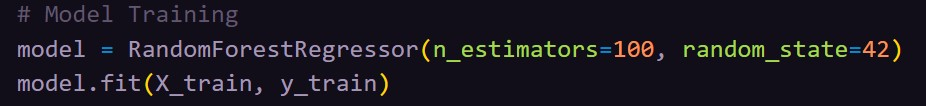 # Model Training
model = RandomForestRegressor(n_estimators=100, random_state=42)
model.fit(X_train, y_train)